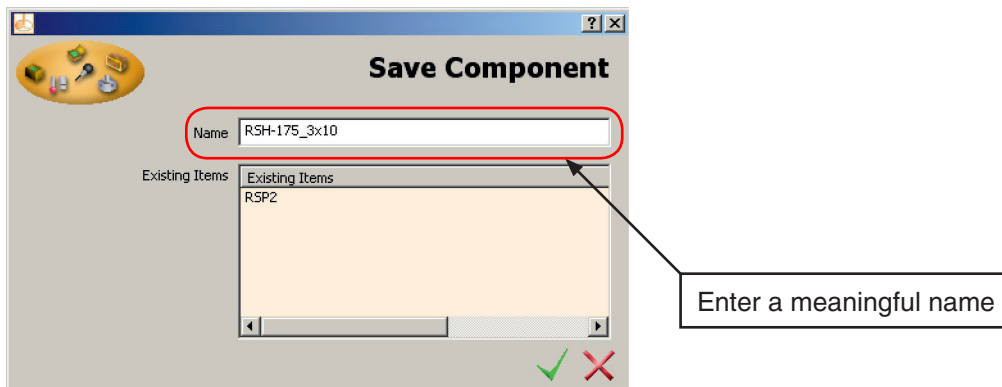 Save Component
Name RSH-175_3x10
Existing Items Existing Items
RSP2
Enter a meaningful name